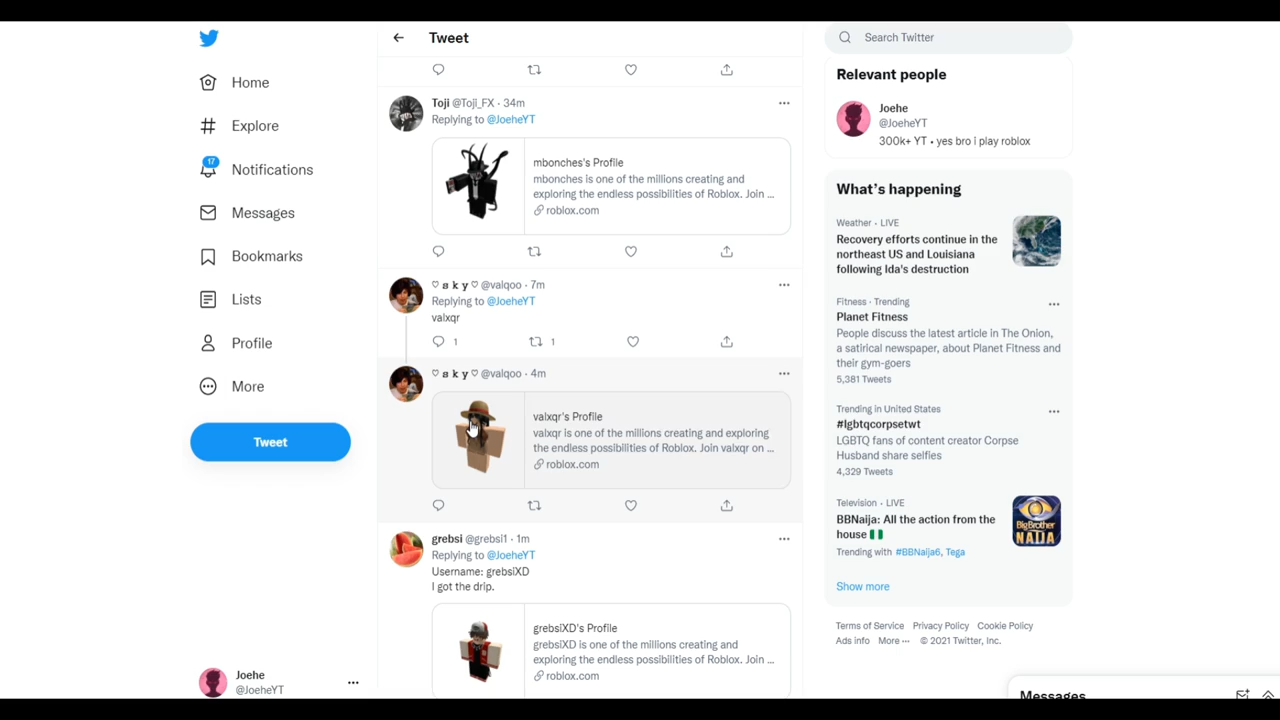 Home
Explore
17
Notifications
Messages
Bookmarks
Lists
Profile
More
Tweet
Joehe
@JoeheYT
Tweet
Toji @Toji_FX · 34m
Replying to @JoeheYT
mbonches's Profile
mbonches is one of the millions creating and
exploring the endless possibilities of Roblox. Join ...
roblox.com
♡ s k y ♡ @valqoo · 7m
Replying to @JoeheYT
valxqr
1 1
♡ s k y ♡ @valqoo · 4m
valxqr's Profile
valxqr is one of the millions creating and exploring
the endless possibilities of Roblox. Join valxqr on ...
roblox.com
grebsi @grebsi1 · 1m
Replying to @JoeheYT
Username: grebsiXD
I got the drip.
grebsiXD's Profile
grebsiXD is one of the millions creating and
exploring the endless possibilities of Roblox. Join ...
roblox.com
Search Twitter
Relevant people
Joehe
@JoeheYT
300k+ YT • yes bro i play roblox
What's happening
Weather · LIVE
Recovery efforts continue in the
northeast US and Louisiana
following Ida's destruction
Fitness · Trending
Planet Fitness
People discuss the latest article in The Onion,
a satirical newspaper, about Planet Fitness and
their gym-goers
5,381 Tweets
Trending in United States
#lgbtqcorpsetwt
LGBTQ fans of content creator Corpse
Husband share selfies
4,329 Tweets
Television · LIVE
BBNaija: All the action from the
house 🇳🇬
Trending with #BBNaija6, Tega
BIG BROTHER
NAIJA
Show more
Terms of Service Privacy Policy Cookie Policy
Ads info More ··· © 2021 Twitter, Inc.
Messages